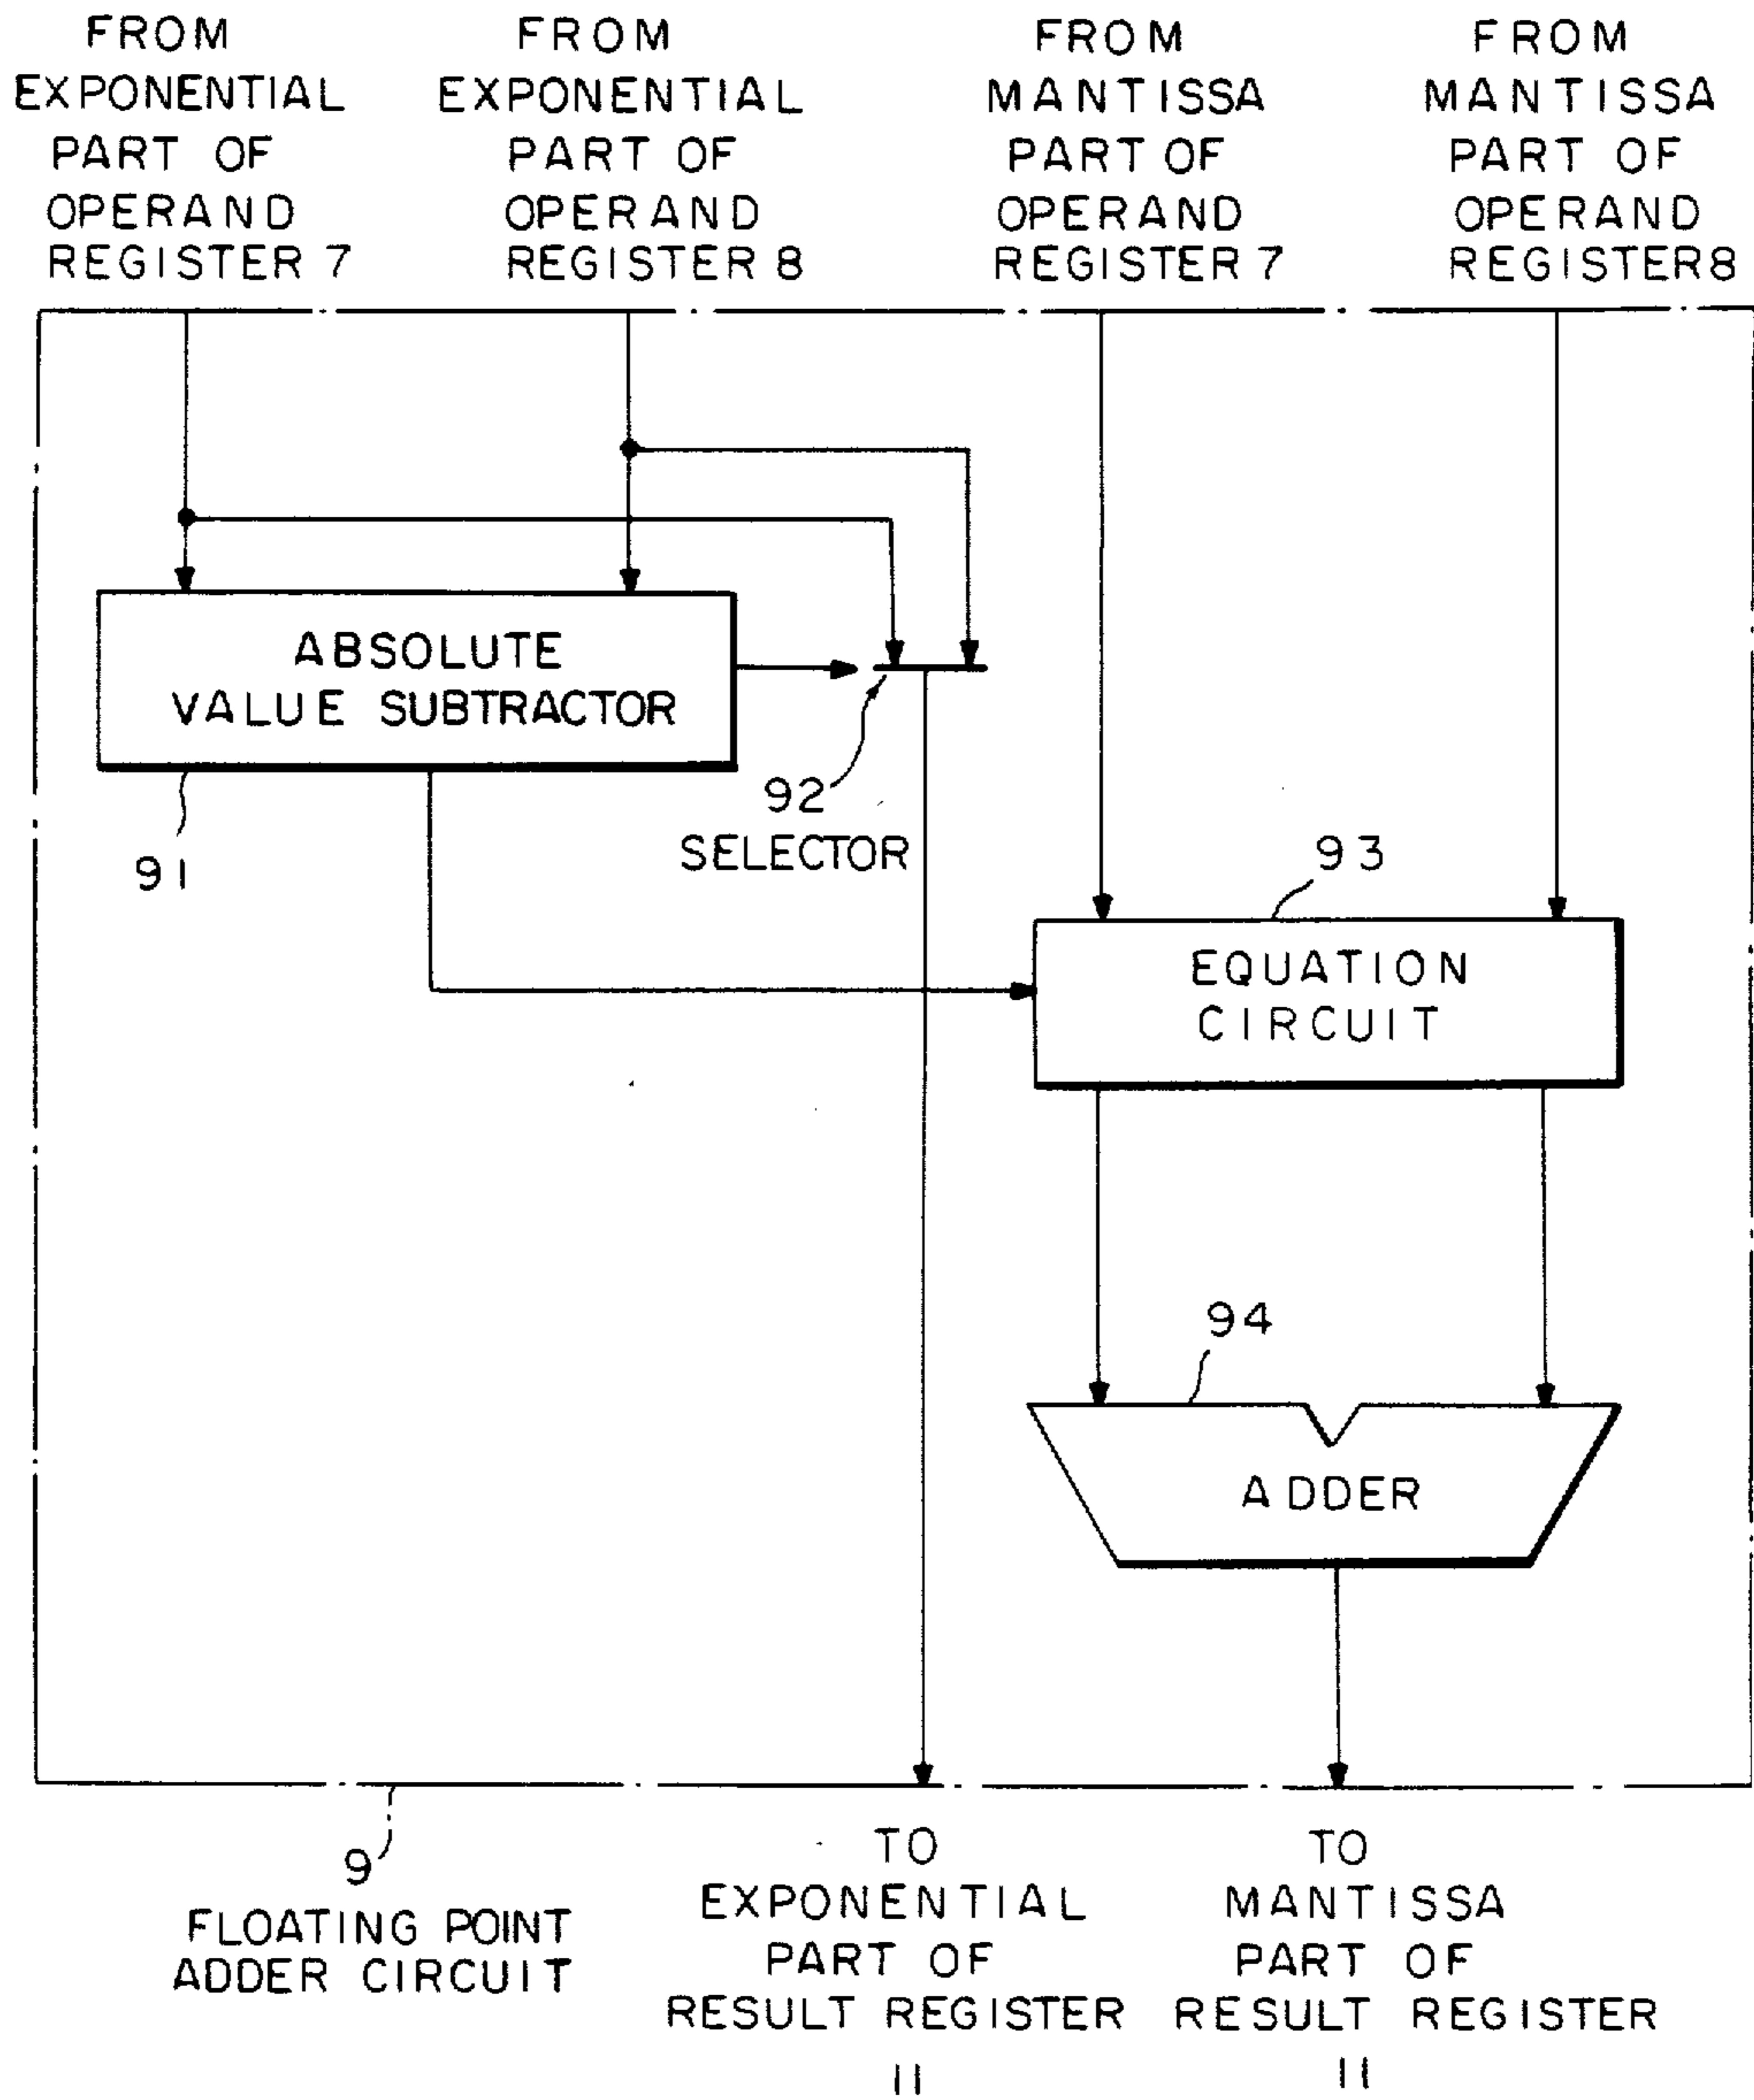 FROM
EXPONENTIAL
PART OF
OPERAND
REGISTER 7
FROM
EXPONENTIAL
PART OF
OPERAND
REGISTER 8
FROM
MANTISSA
PART OF
OPERAND
REGISTER 7
FROM
MANTISSA
PART OF
OPERAND
REGISTER 8
ABSOLUTE
VALUE SUBTRACTOR
91
92
SELECTOR
93
EQUATION
CIRCUIT
94
ADDER
9
FLOATING POINT
ADDER CIRCUIT
TO
EXPONENTIAL
PART OF
RESULT REGISTER
11
TO
MANTISSA
PART OF
RESULT REGISTER
11